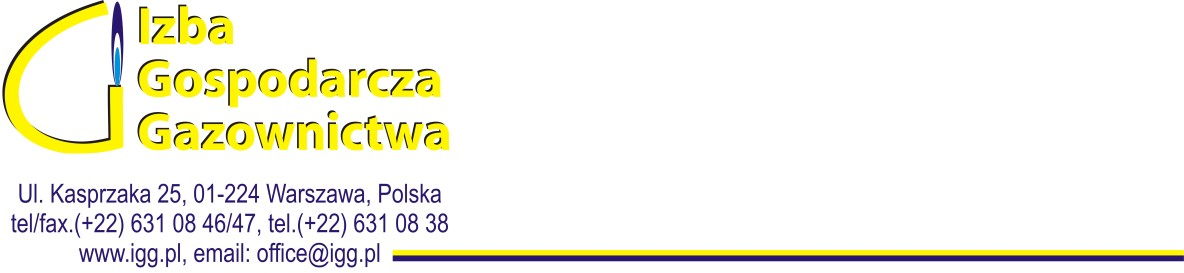 Izba
Gospodarcza
Gazownictwa
Ul. Kasprzaka 25, 01-224 Warszawa, Polska
tel/fax.(+22) 631 08 46/47, tel.(+22) 631 08 38
www.igg.pl, email: office@igg.pl